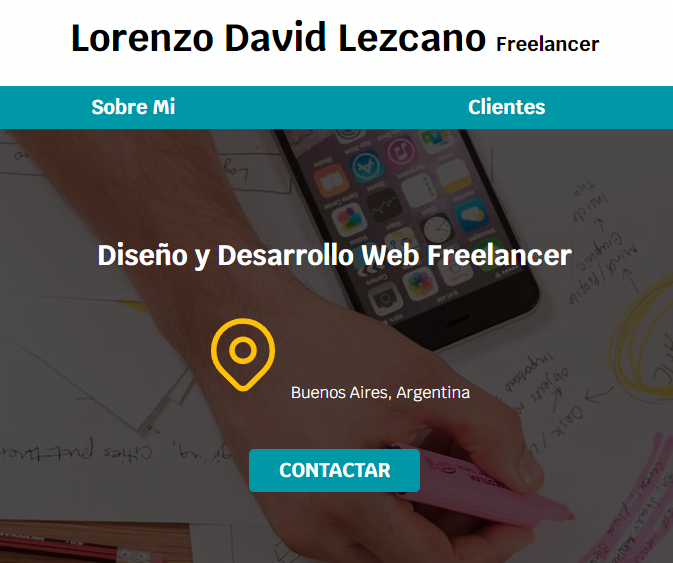 Lorenzo David Lezcano Freelancer
Sobre Mi Clientes
Diseño y Desarrollo Web Freelancer
Buenos Aires, Argentina
CONTACTAR